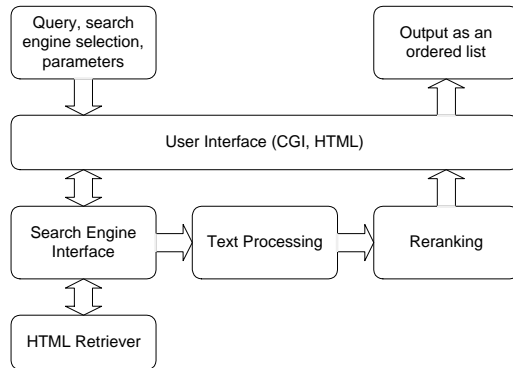 Query, search
engine selection,
parameters
Output as an
ordered list
User Interface (CGI, HTML)
Search Engine
Interface
Text Processing
Reranking
HTML Retriever